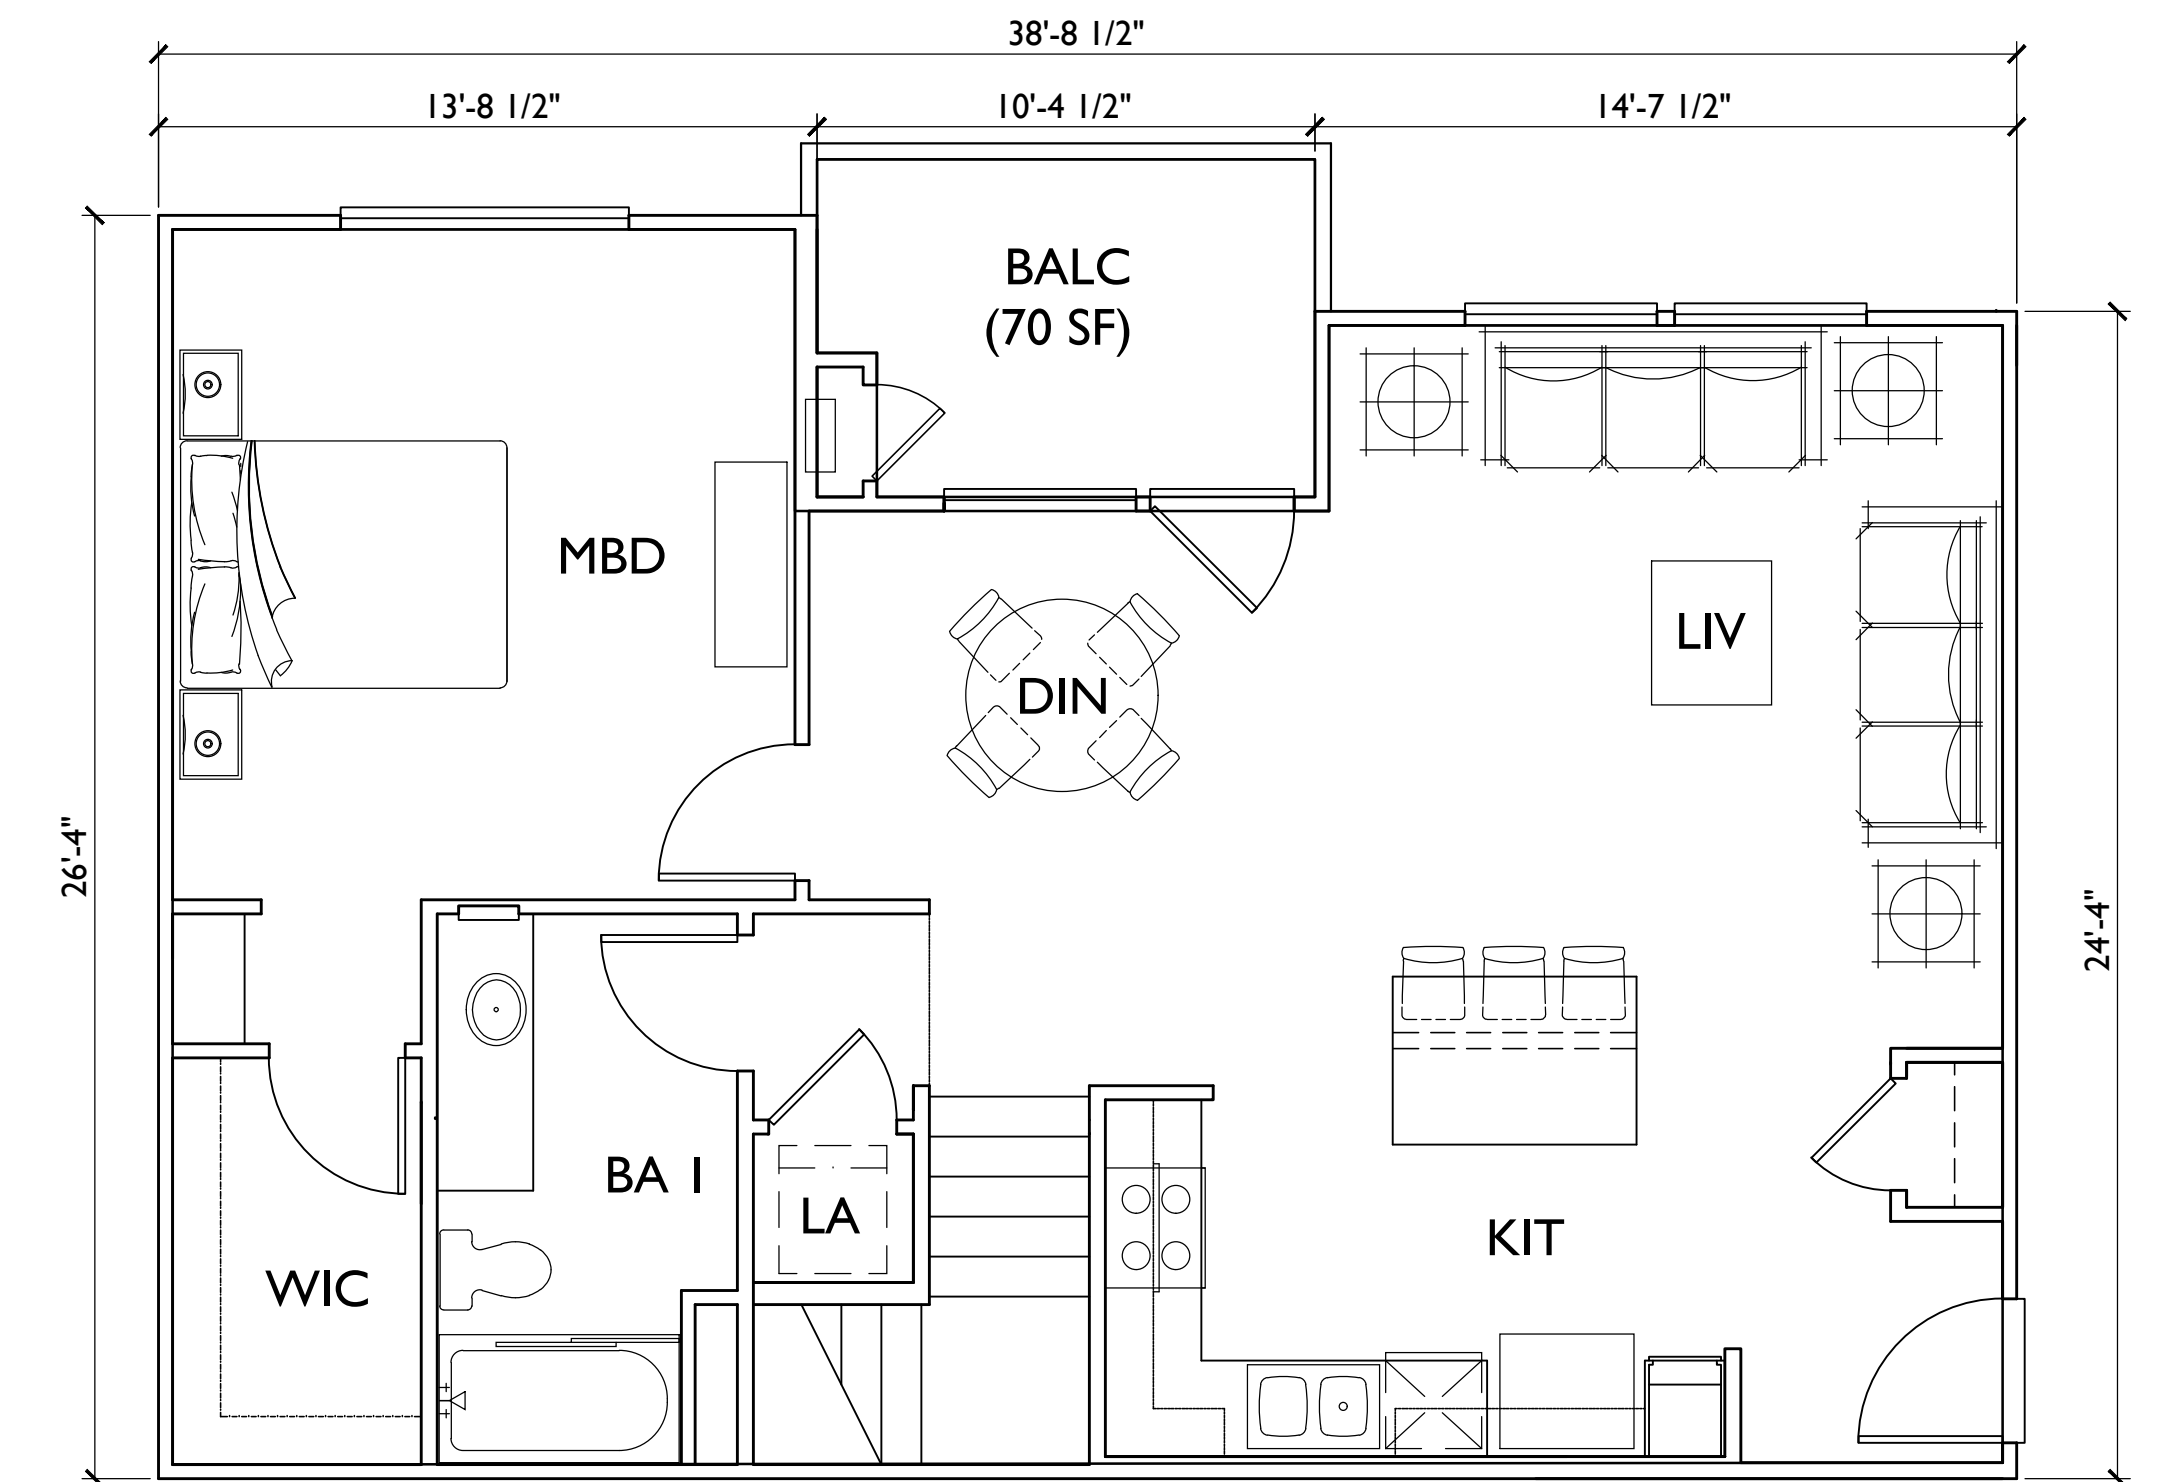 38'-8 1/2"
13'-8 1/2"
10'-4 1/2"
14'-7 1/2"
BALC
(70 SF)
MBD
LIV
DIN
26'-4"
24'-4"
BA 1
LA
KIT
WIC